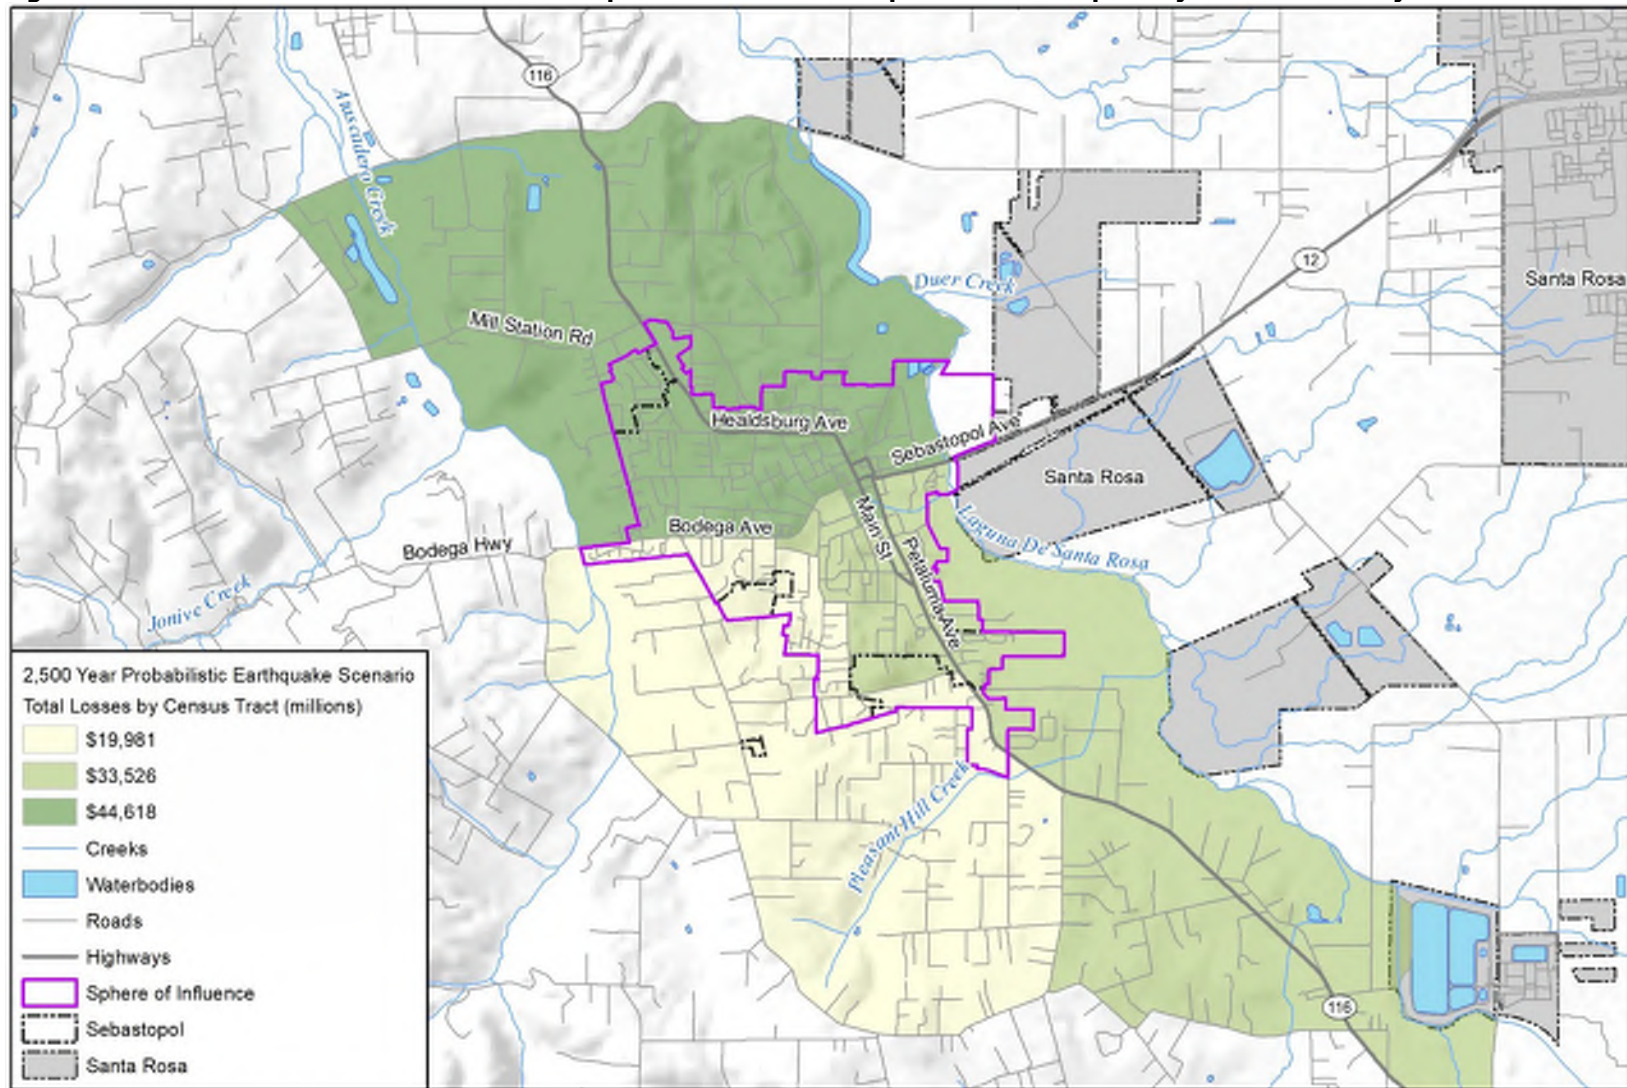 116
Atascadero Creek
12
Duer Creek
Santa Rosa
Mill Station Rd
Healdsburg Ave
Sebastopol Ave
Santa Rosa
Main St
Bodega Ave
Laguna De Santa Rosa
Bodega Hwy
Petaluma Ave
Jonive Creek
Pleasant Hill Creek
116
2,500 Year Probabilistic Earthquake Scenario
Total Losses by Census Tract (millions)
$19,981
$33,526
$44,618
Creeks
Waterbodies
Roads
Highways
Sphere of Influence
Sebastopol
Santa Rosa